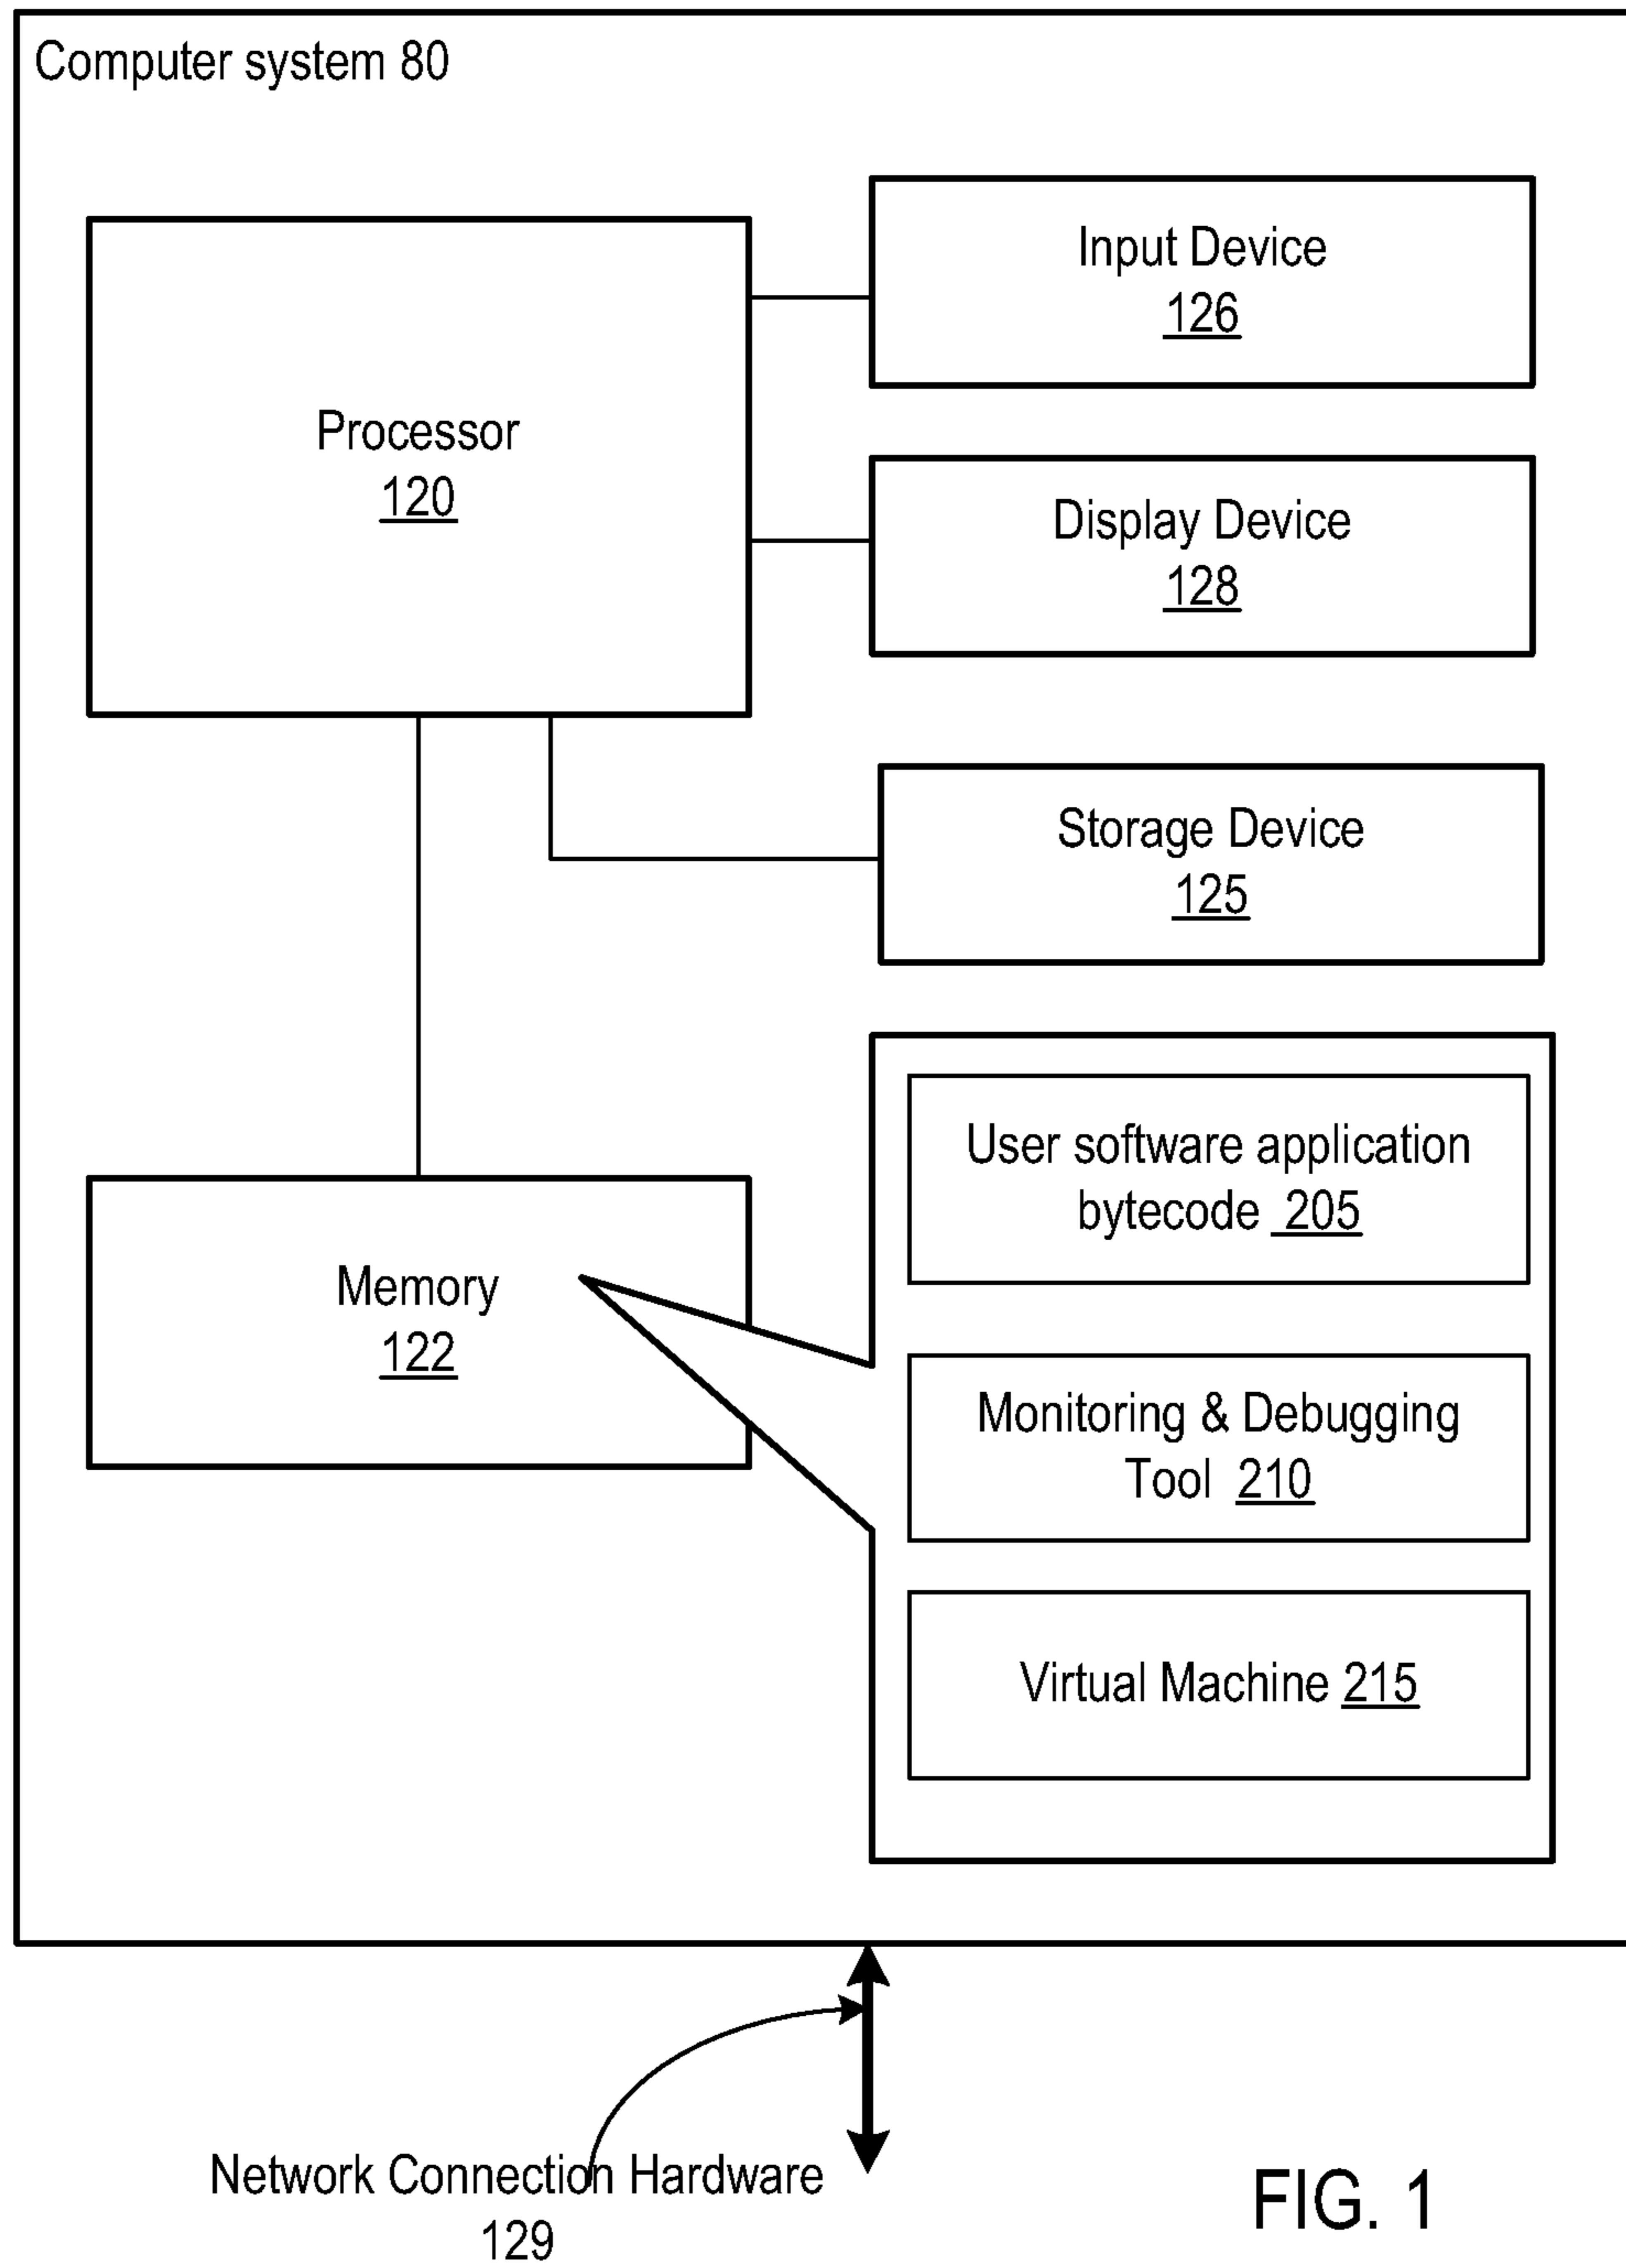 Computer system 80
Input Device
126
Processor
120
Display Device
128
Storage Device
125
User software application
bytecode 205
Memory
122
Monitoring & Debugging
Tool 210
Virtual Machine 215
Network Connection Hardware
129
FIG. 1